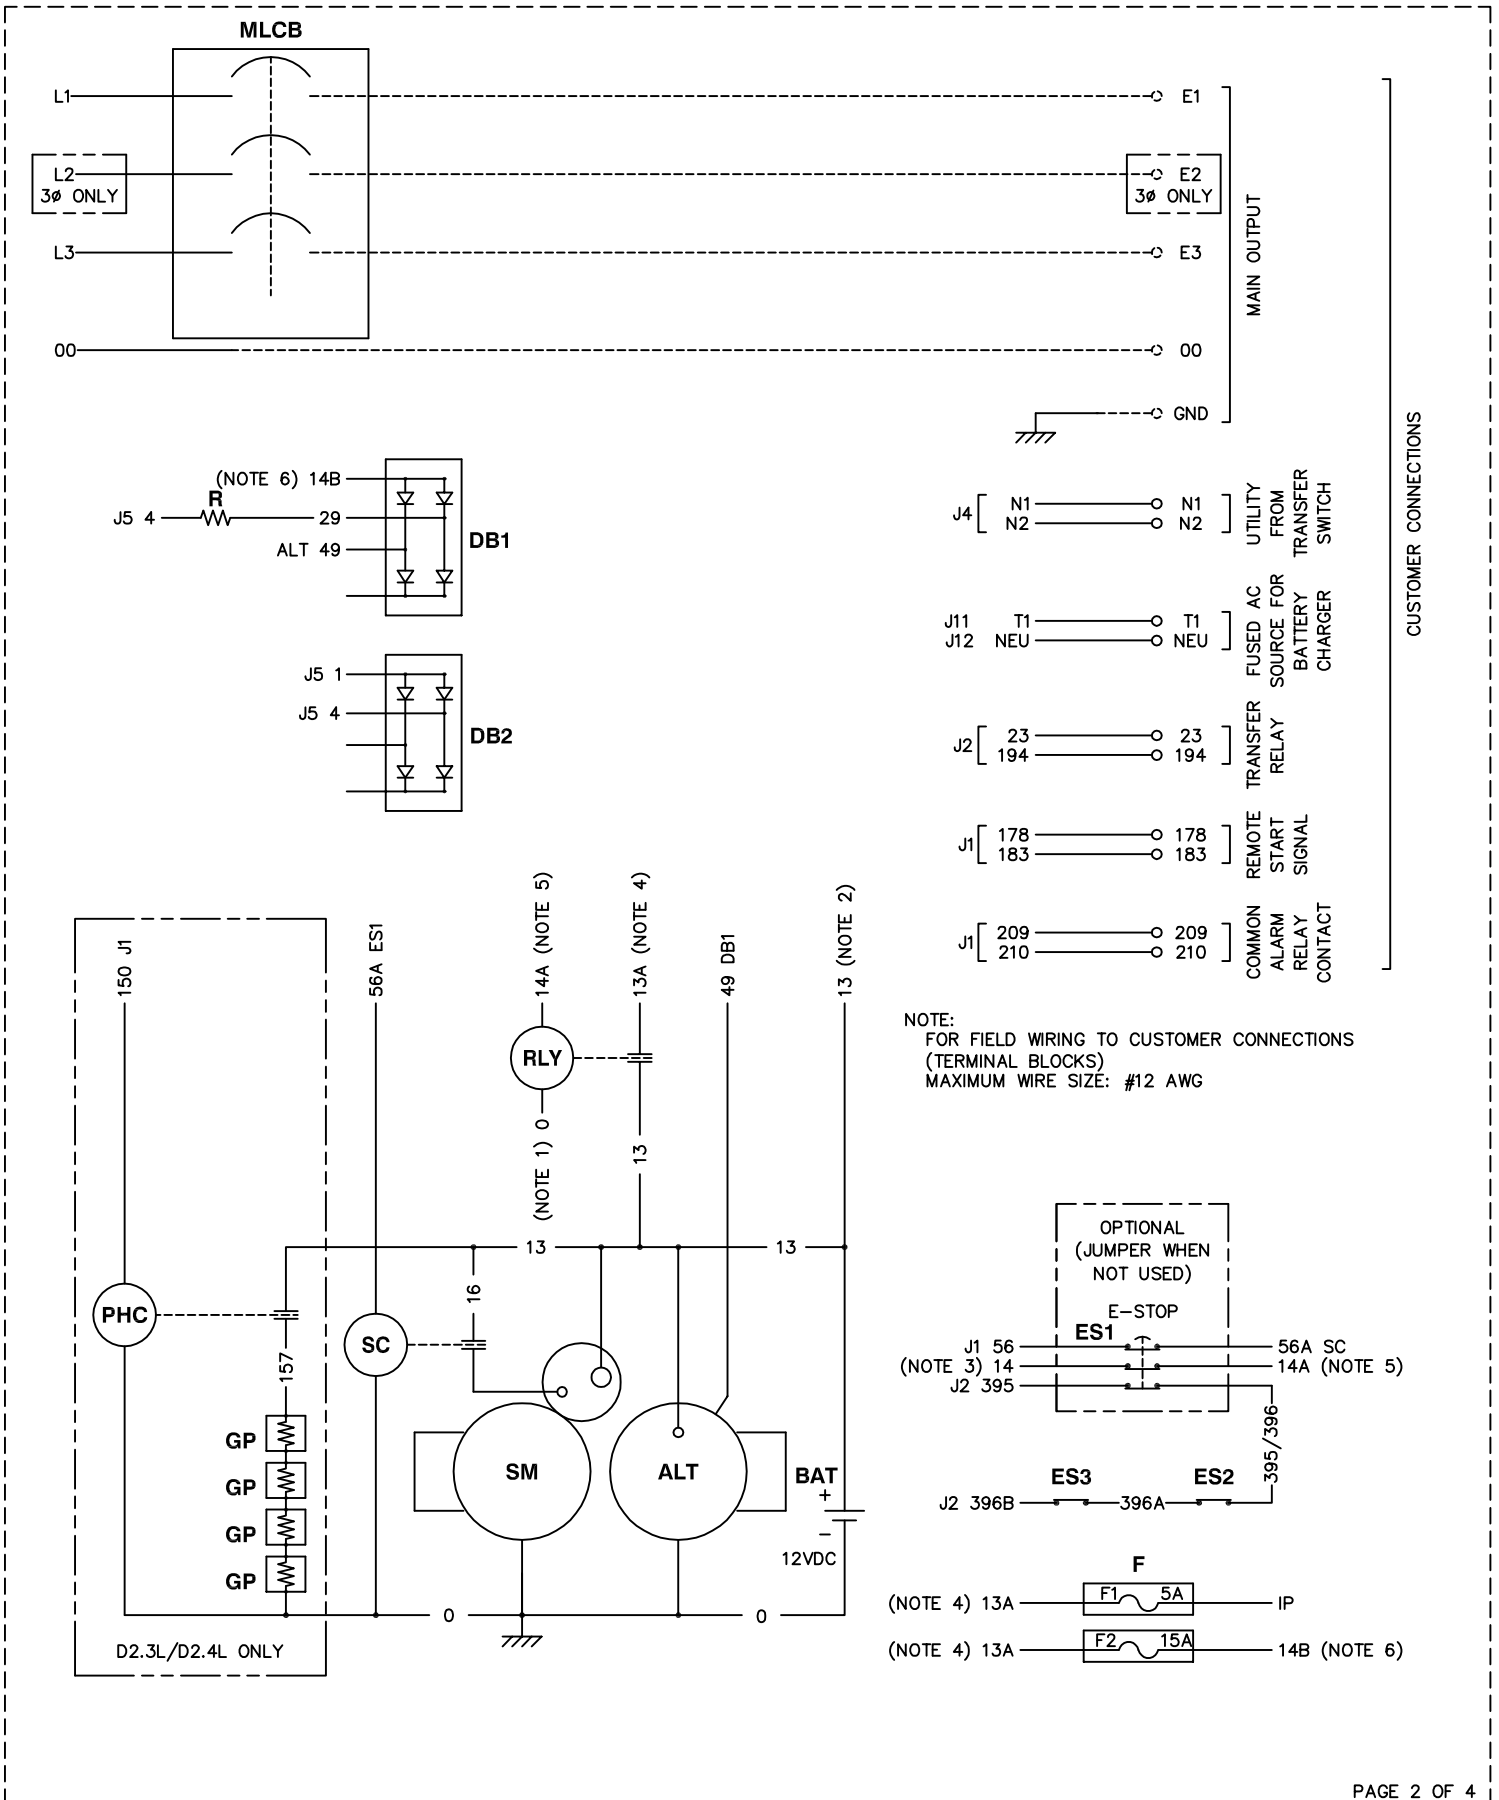 MLCB
L1
E1
L2
3ø ONLY
E2
3ø ONLY
L3
E3
00
00
GND
MAIN OUTPUT
CUSTOMER CONNECTIONS
(NOTE 6) 14B
R
J5 4
29
ALT 49
DB1
J5 1
J5 4
DB2
J4
N1
N2
N1
N2
UTILITY
FROM
TRANSFER
SWITCH
J11
T1
T1
J12
NEU
NEU
FUSED AC
SOURCE FOR
BATTERY
CHARGER
J2
23
194
23
194
TRANSFER
RELAY
J1
178
183
178
183
REMOTE
START
SIGNAL
J1
209
210
209
210
COMMON
ALARM
RELAY
CONTACT
NOTE:
FOR FIELD WIRING TO CUSTOMER CONNECTIONS
(TERMINAL BLOCKS)
MAXIMUM WIRE SIZE: #12 AWG
150 J1
56A ES1
14A (NOTE 5)
13A (NOTE 4)
49 DB1
13 (NOTE 2)
RLY
(NOTE 1) 0
13
13
13
16
PHC
SC
157
GP
GP
GP
GP
SM
ALT
BAT
+
−
12VDC
0
0
D2.3L/D2.4L ONLY
OPTIONAL
(JUMPER WHEN
NOT USED)
E-STOP
ES1
J1 56
56A SC
(NOTE 3) 14
14A (NOTE 5)
J2 395
395/396
ES3
ES2
J2 396B
396A
F
(NOTE 4) 13A
F1
5A
IP
(NOTE 4) 13A
F2
15A
14B (NOTE 6)
PAGE 2 OF 4